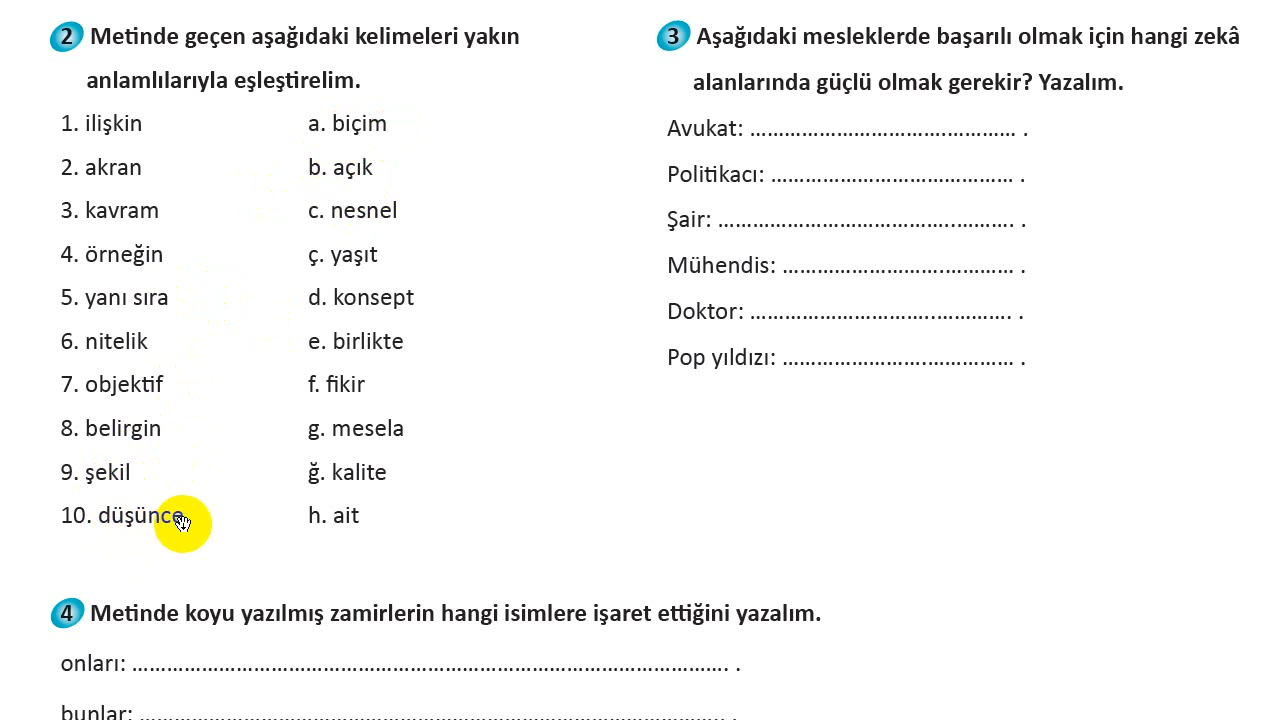 2 Metinde geçen aşağıdaki kelimeleri yakın
anlamlılarıyla eşleştirelim.
1. ilişkin a. biçim
2. akran b. açık
3. kavram c. nesnel
4. örneğin ç. yaşıt
5. yanı sıra d. konsept
6. nitelik e. birlikte
7. objektif f. fikir
8. belirgin g. mesela
9. şekil ğ. kalite
10. düşünce h. ait
3 Aşağıdaki mesleklerde başarılı olmak için hangi zekâ
alanlarında güçlü olmak gerekir? Yazalım.
Avukat: ………………………………………… .
Politikacı: …………………………………… .
Şair: …………………………………..………. .
Mühendis: ……………………….………… .
Doktor: …………………………..…………. .
Pop yıldızı: …………………….…………… .
4 Metinde koyu yazılmış zamirlerin hangi isimlere işaret ettiğini yazalım.
onları: …………………………………………………………………………………………. .
bunlar: ………………………………………………………………………………………….. .